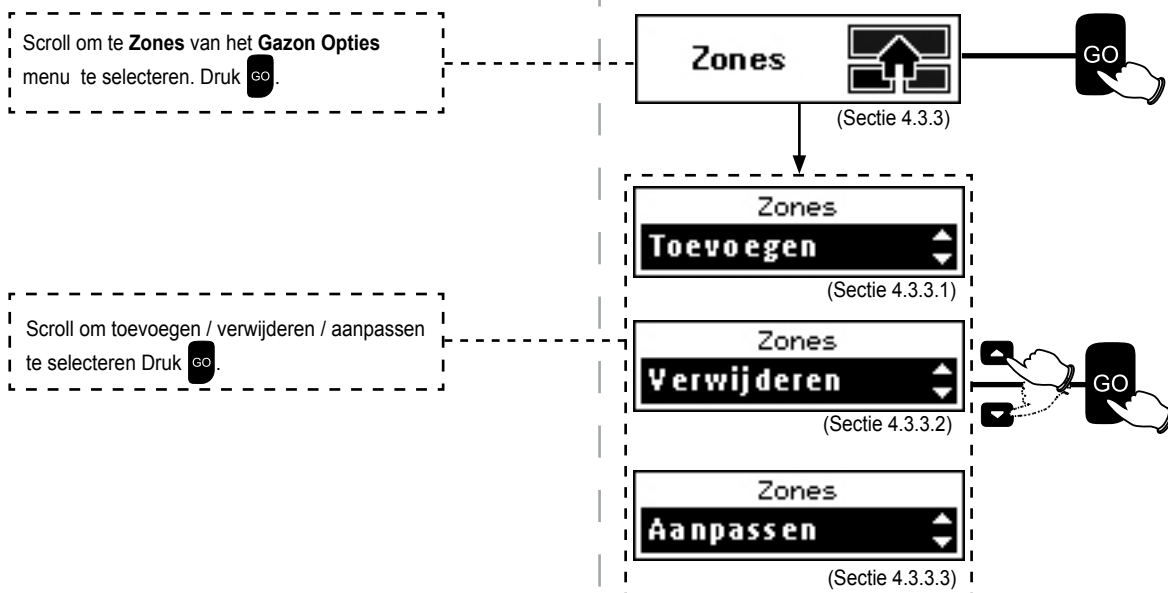 Scroll om te Zones van het Gazon Opties
menu te selecteren. Druk GO.
Zones
GO
(Sectie 4.3.3)
Zones
Toevoegen
(Sectie 4.3.3.1)
Scroll om toevoegen / verwijderen / aanpassen
te selecteren Druk GO.
Zones
Verwijderen
GO
(Sectie 4.3.3.2)
Zones
Aanpassen
(Sectie 4.3.3.3)